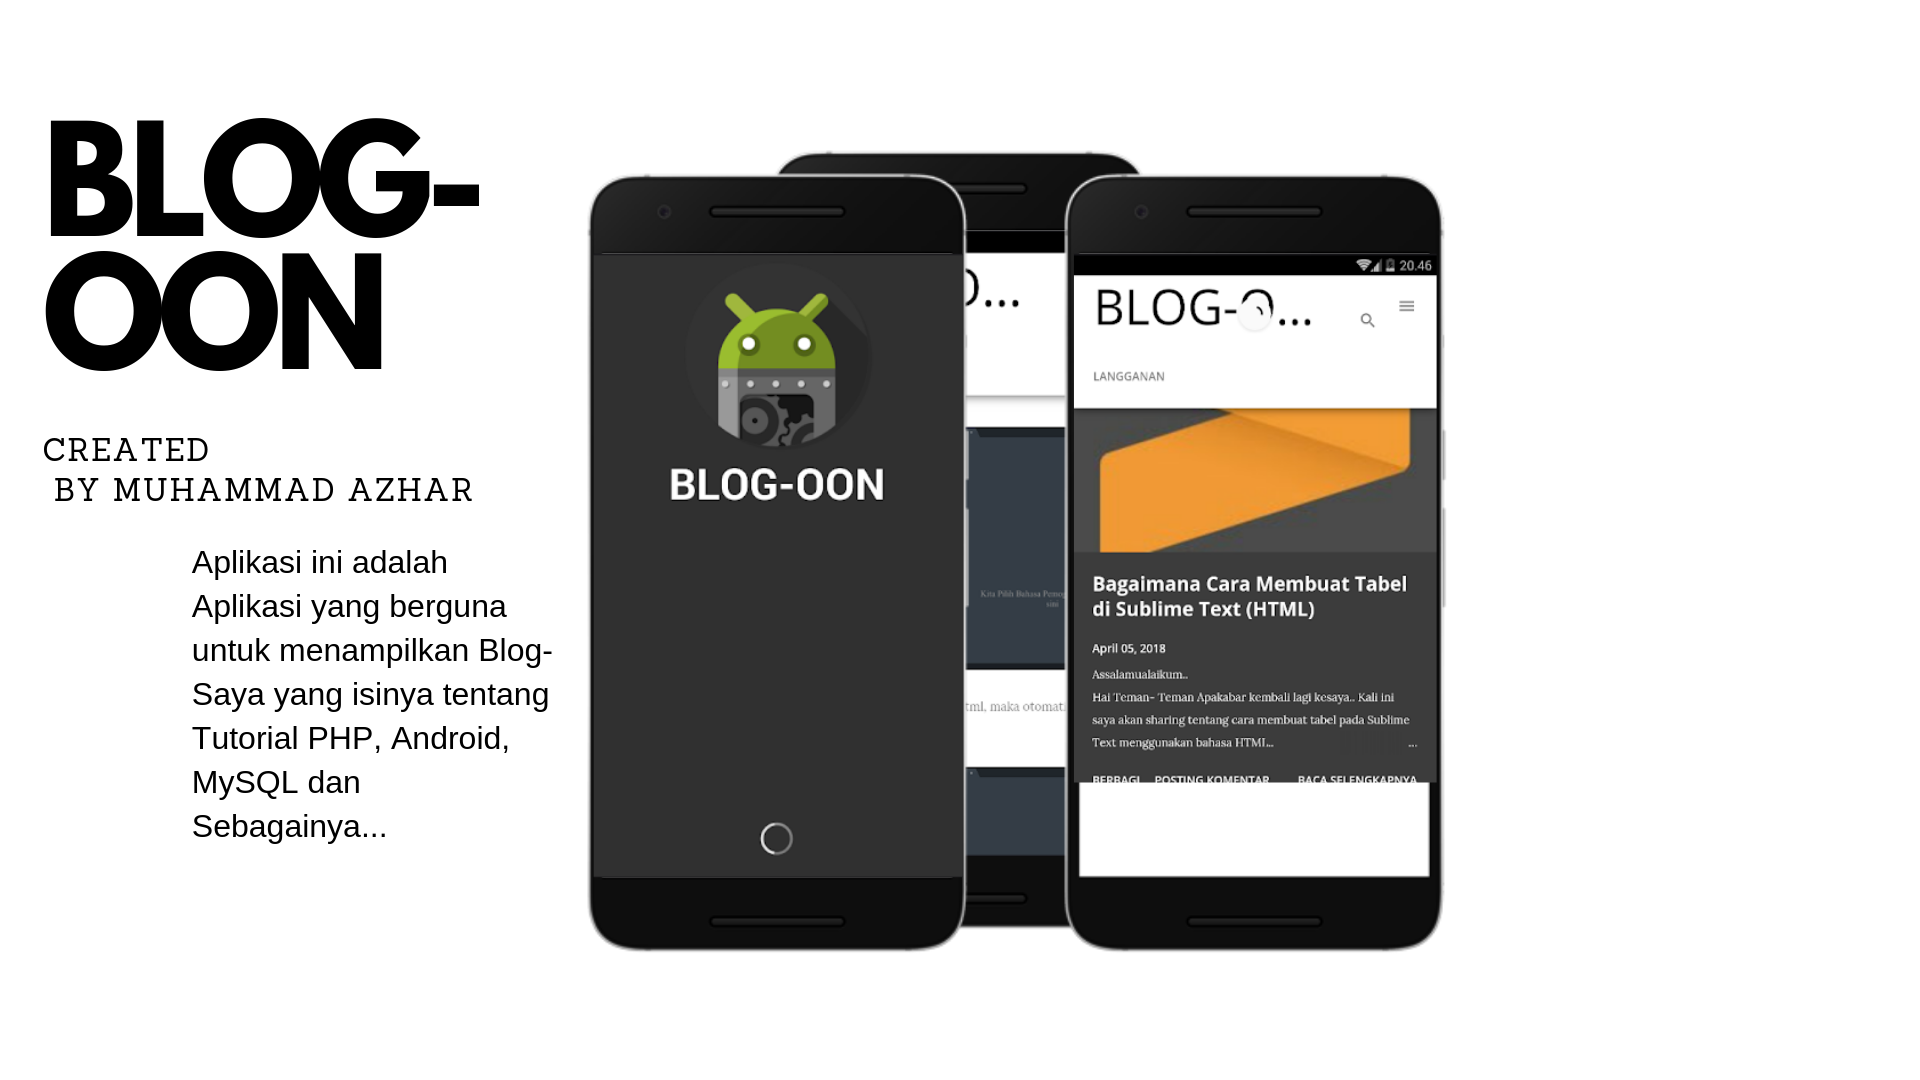 BLOG-
OON
CREATED
BY MUHAMMAD AZHAR
Aplikasi ini adalah
Aplikasi yang berguna
untuk menampilkan Blog-
Saya yang isinya tentang
Tutorial PHP, Android,
MySQL dan
Sebagainya...
BLOG-OON
...
Kita Pilih Bahasa
sini
tml, maka
20.46
BLOG-O...
LANGGANAN
Bagaimana Cara Membuat Tabel
di Sublime Text (HTML)
April 05, 2018
Assalamualaikum..
Hai Teman- Teman Apakabar kembali lagi kesaya.. Kali ini
saya akan sharing tentang cara membuat tabel pada Sublime
Text menggunakan bahasa HTML... ...
BERBAGI POSTING KOMENTAR BACA SELENGKAPNYA